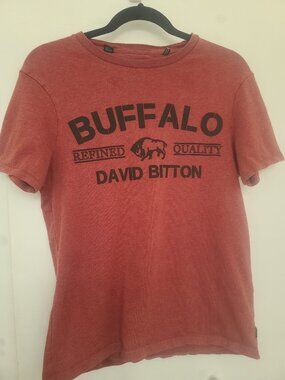 BUFFALO
REFINED QUALITY
DAVID BITTON